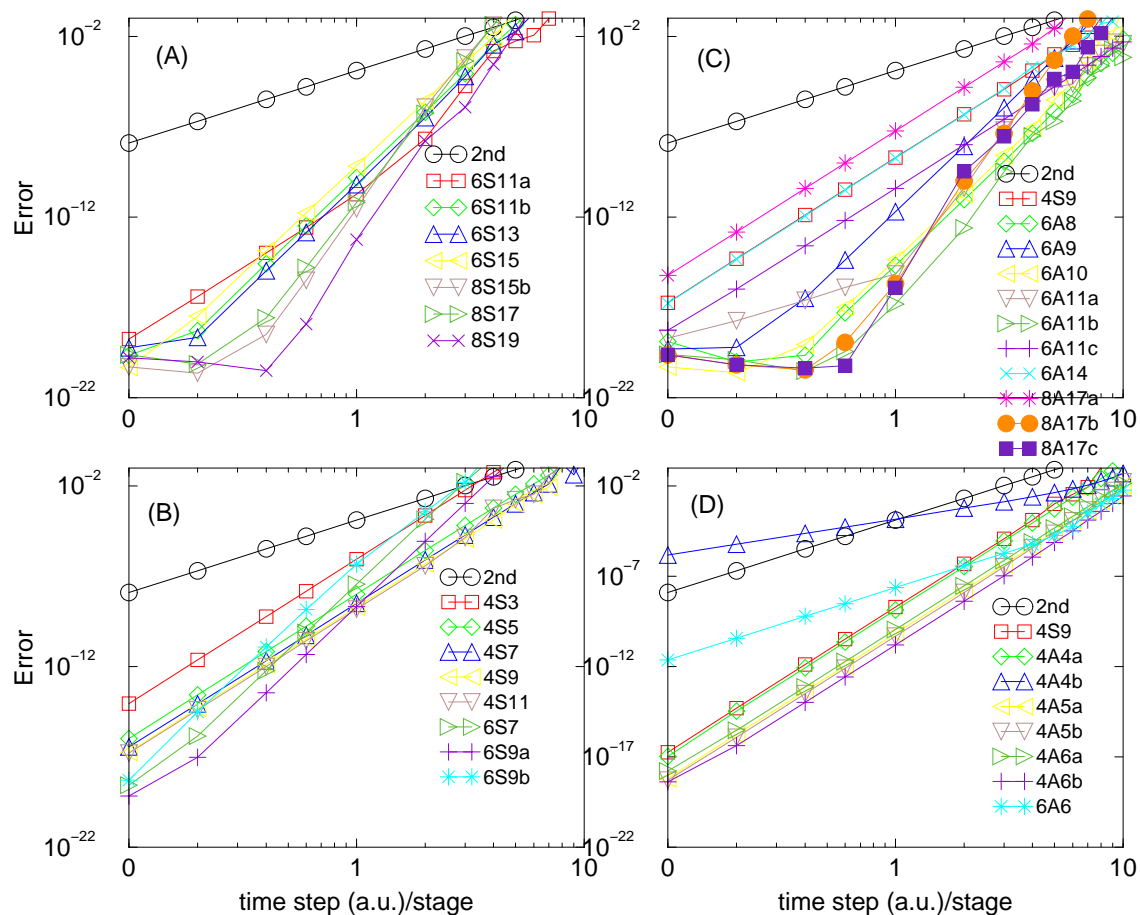 (A)
Error
10⁻²
10⁻¹²
10⁻²²
0
1
10
2nd
6S11a
6S11b
6S13
6S15
8S15b
8S17
8S19
(C)
10⁻²
10⁻¹²
10⁻²²
0
1
10
2nd
4S9
6A8
6A9
6A10
6A11a
6A11b
6A11c
6A14
8A17a
8A17b
8A17c
(B)
Error
10⁻²
10⁻¹²
10⁻²²
0
1
10
time step (a.u.)/stage
2nd
4S3
4S5
4S7
4S9
4S11
6S7
6S9a
6S9b
(D)
10⁻²
10⁻⁷
10⁻¹²
10⁻¹⁷
10⁻²²
0
1
10
time step (a.u.)/stage
2nd
4S9
4A4a
4A4b
4A5a
4A5b
4A6a
4A6b
6A6